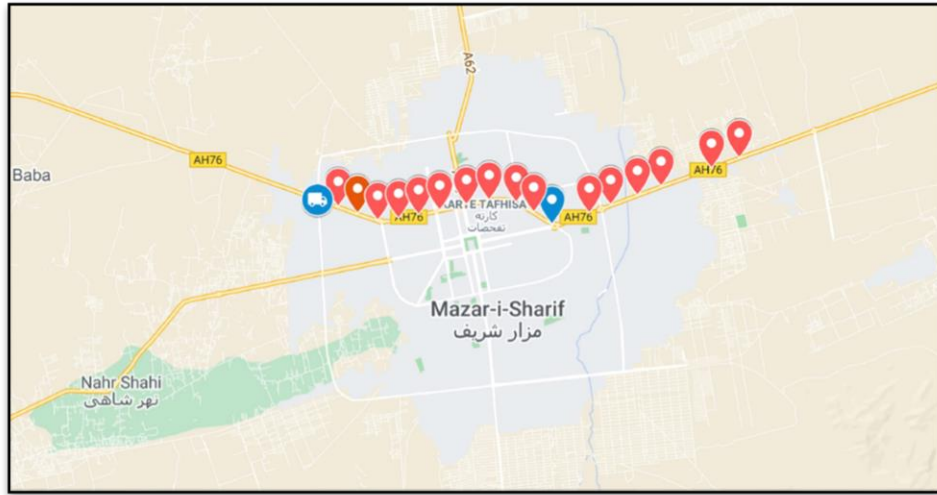 A62
AH76
Baba
KARTE TAFHISA
کارته
تفحصات
AH76
AH76
AH76
Mazar-i-Sharif
مزار شریف
Nahr Shahi
نهر شاهی